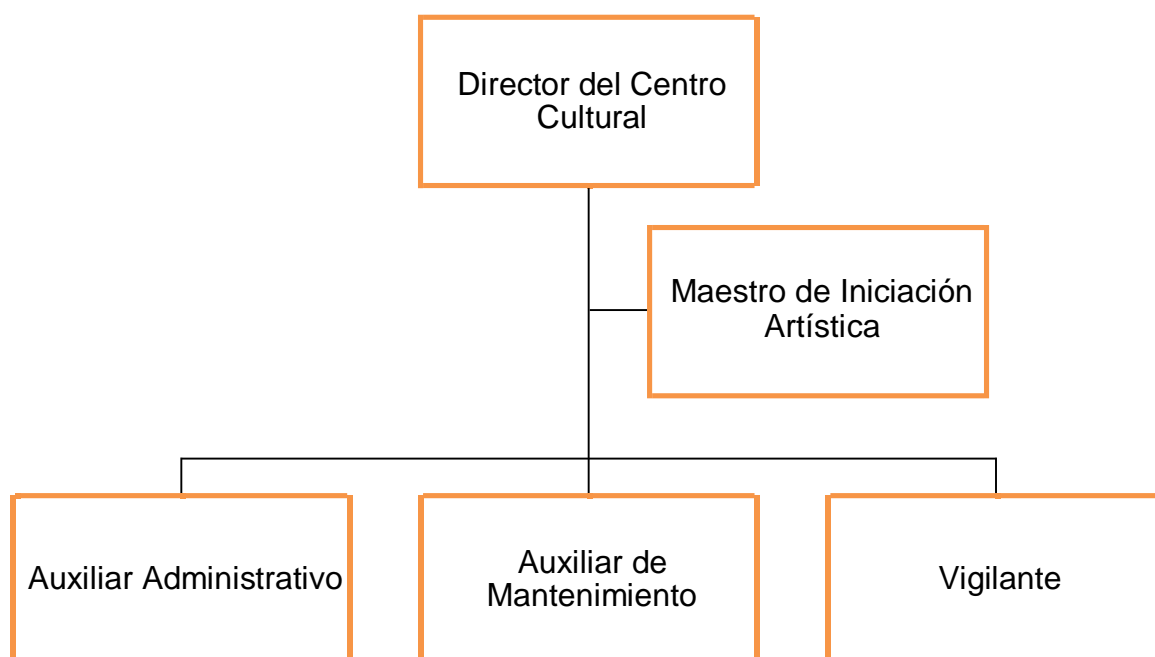 Director del Centro
Cultural
Maestro de Iniciación
Artística
Auxiliar Administrativo
Auxiliar de
Mantenimiento
Vigilante